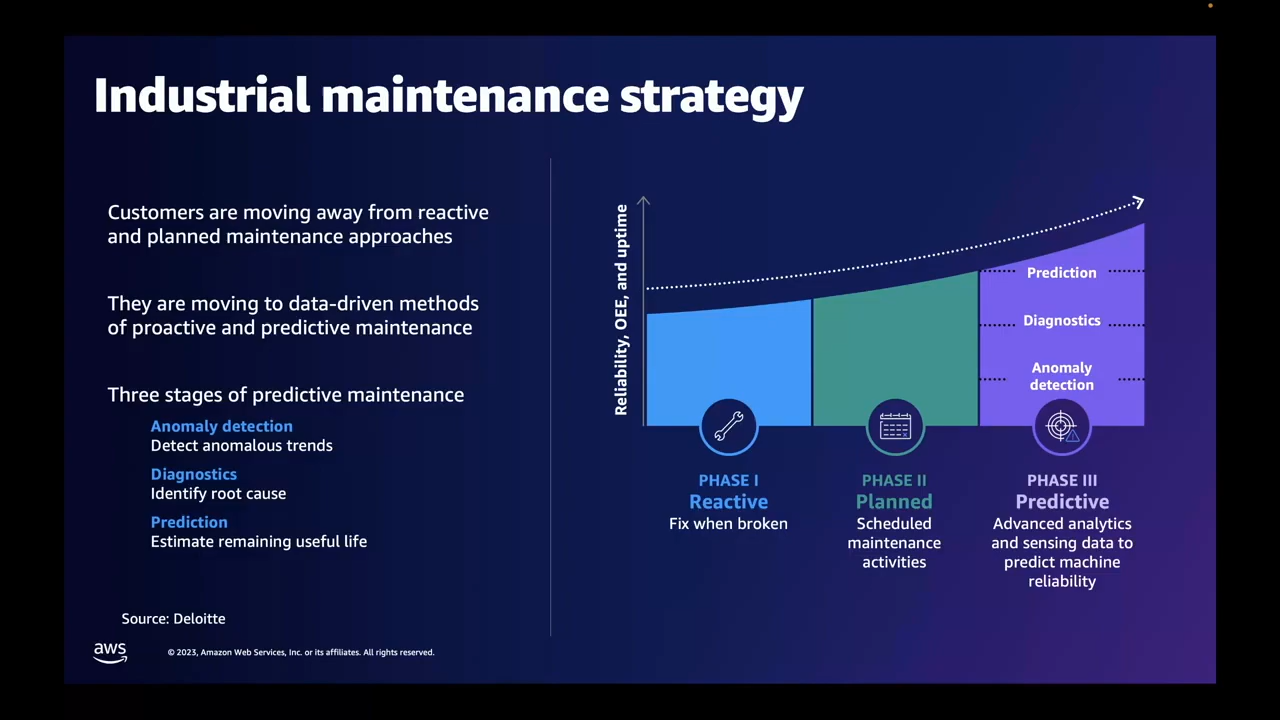 Industrial maintenance strategy
Customers are moving away from reactive
and planned maintenance approaches
They are moving to data-driven methods
of proactive and predictive maintenance
Three stages of predictive maintenance
Anomaly detection
Detect anomalous trends
Diagnostics
Identify root cause
Prediction
Estimate remaining useful life
Source: Deloitte
aws
© 2023, Amazon Web Services, Inc. or its affiliates. All rights reserved.
Reliability, OEE, and uptime
Prediction
Diagnostics
Anomaly
detection
PHASE I
Reactive
Fix when broken
PHASE II
Planned
Scheduled
maintenance
activities
PHASE III
Predictive
Advanced analytics
and sensing data to
predict machine
reliability